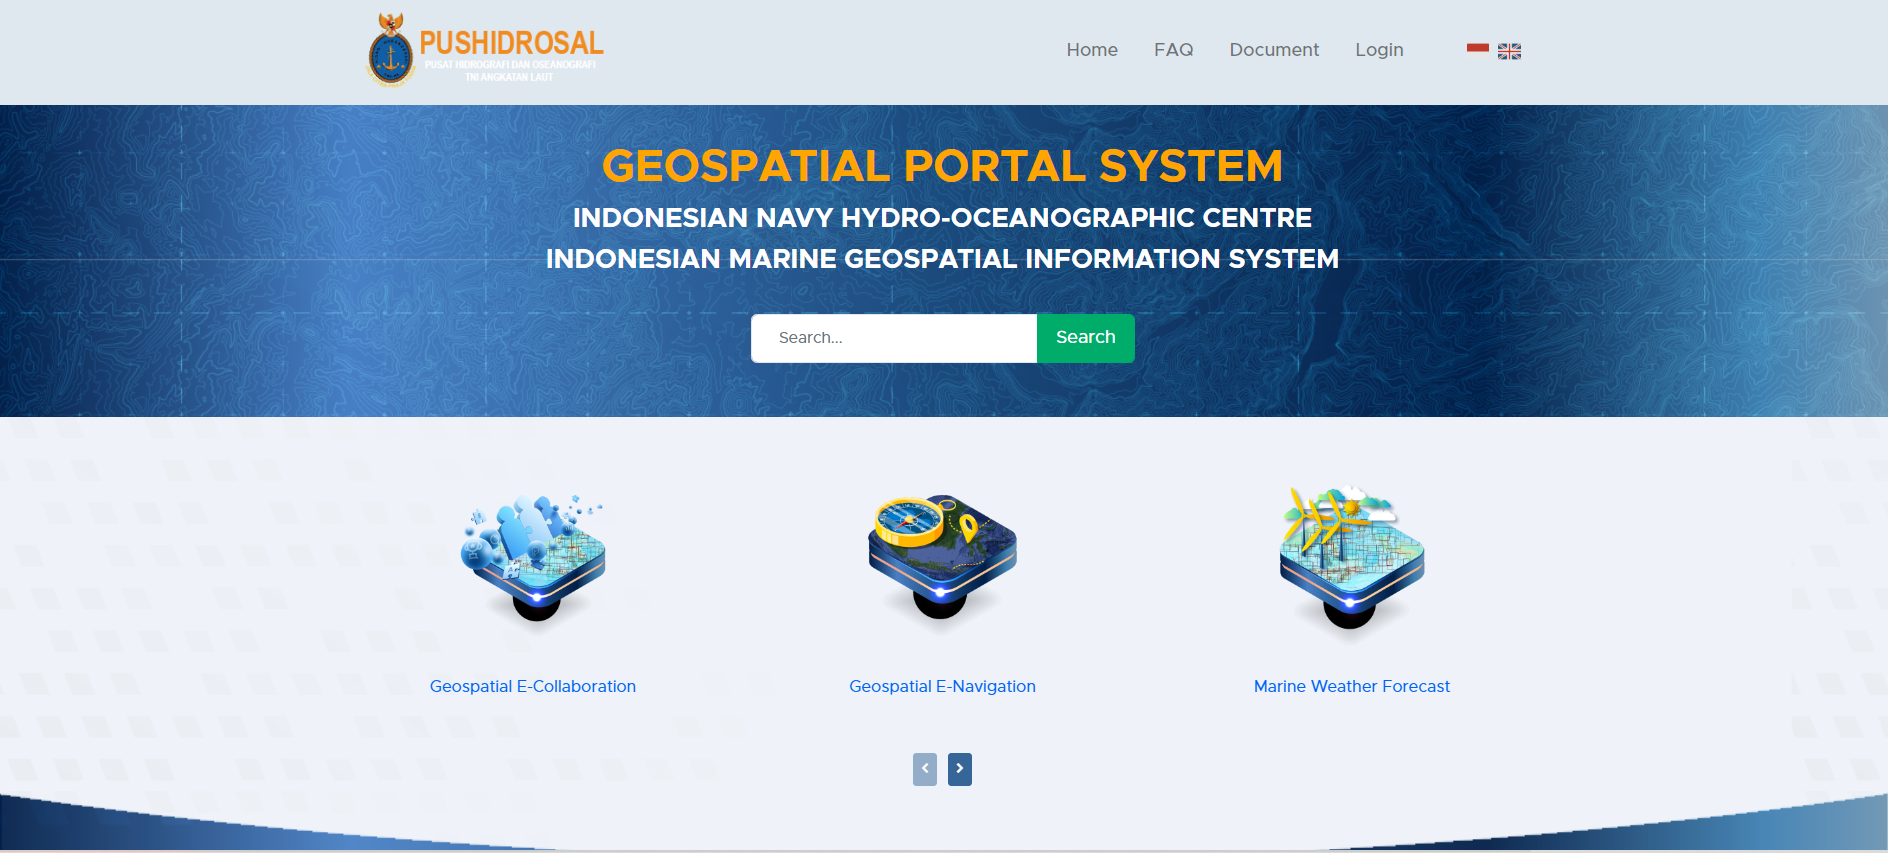 PUSHIDROSAL
PUSAT HIDROGRAFI DAN OSEANOGRAFI
TNI ANGKATAN LAUT
Home
FAQ
Document
Login
GEOSPATIAL PORTAL SYSTEM
INDONESIAN NAVY HYDRO-OCEANOGRAPHIC CENTRE
INDONESIAN MARINE GEOSPATIAL INFORMATION SYSTEM
Search...
Search
Geospatial E-Collaboration
Geospatial E-Navigation
Marine Weather Forecast